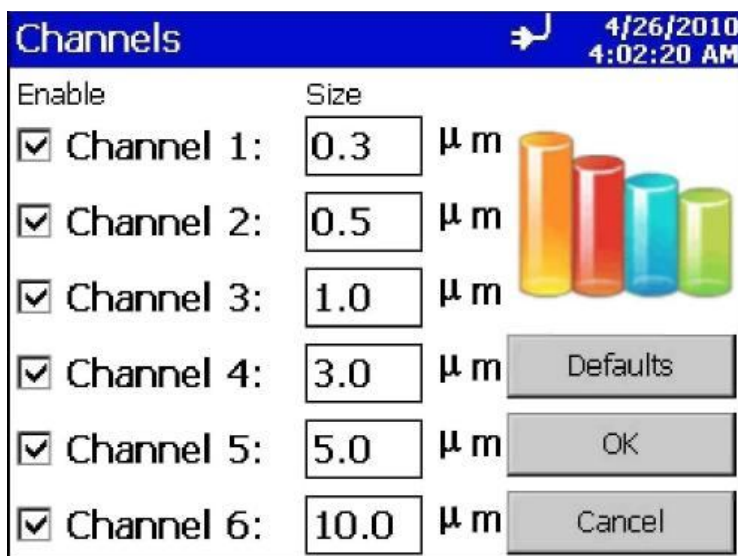 Channels
4/26/2010
4:02:20 AM
Enable Size
Channel 1: 0.3 μm
Channel 2: 0.5 μm
Channel 3: 1.0 μm
Channel 4: 3.0 μm
Defaults
Channel 5: 5.0 μm
OK
Channel 6: 10.0 μm
Cancel